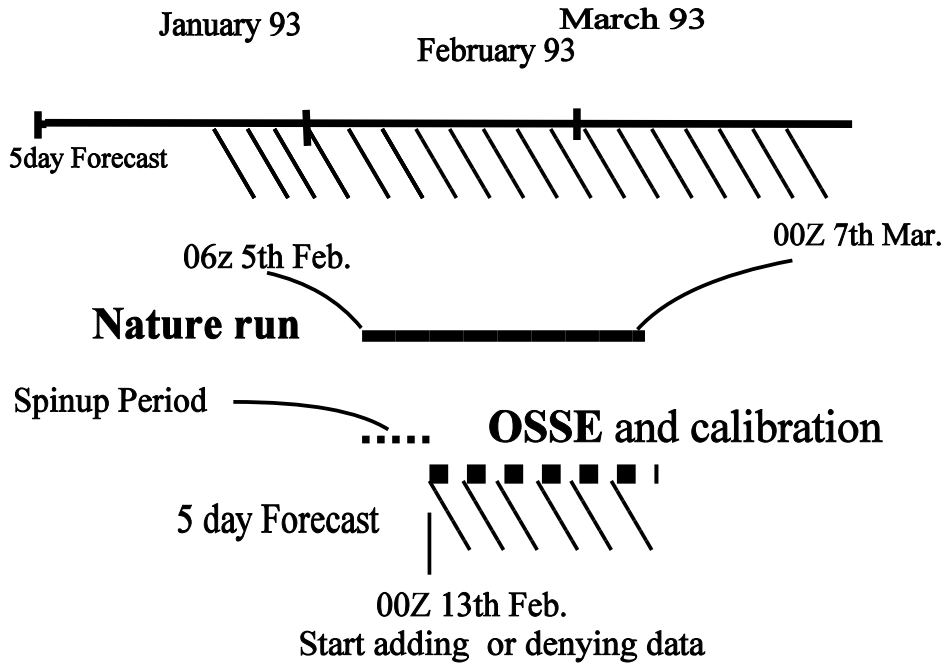 January 93
March 93
February 93
5day Forecast
00Z 7th Mar.
06z 5th Feb.
Nature run
Spinup Period
OSSE and calibration
5 day Forecast
00Z 13th Feb.
Start adding or denying data